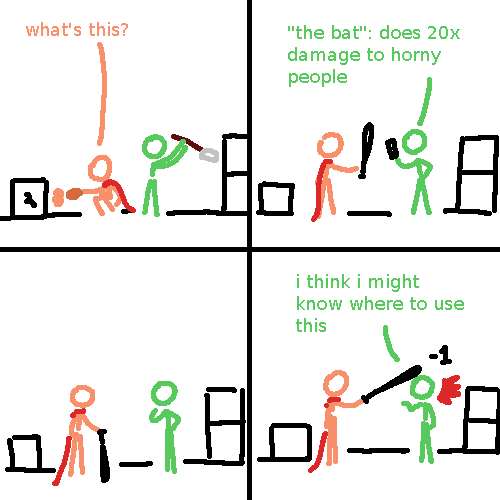 what's this?
"the bat": does 20x
damage to horny
people
i think i might
know where to use
this
-1